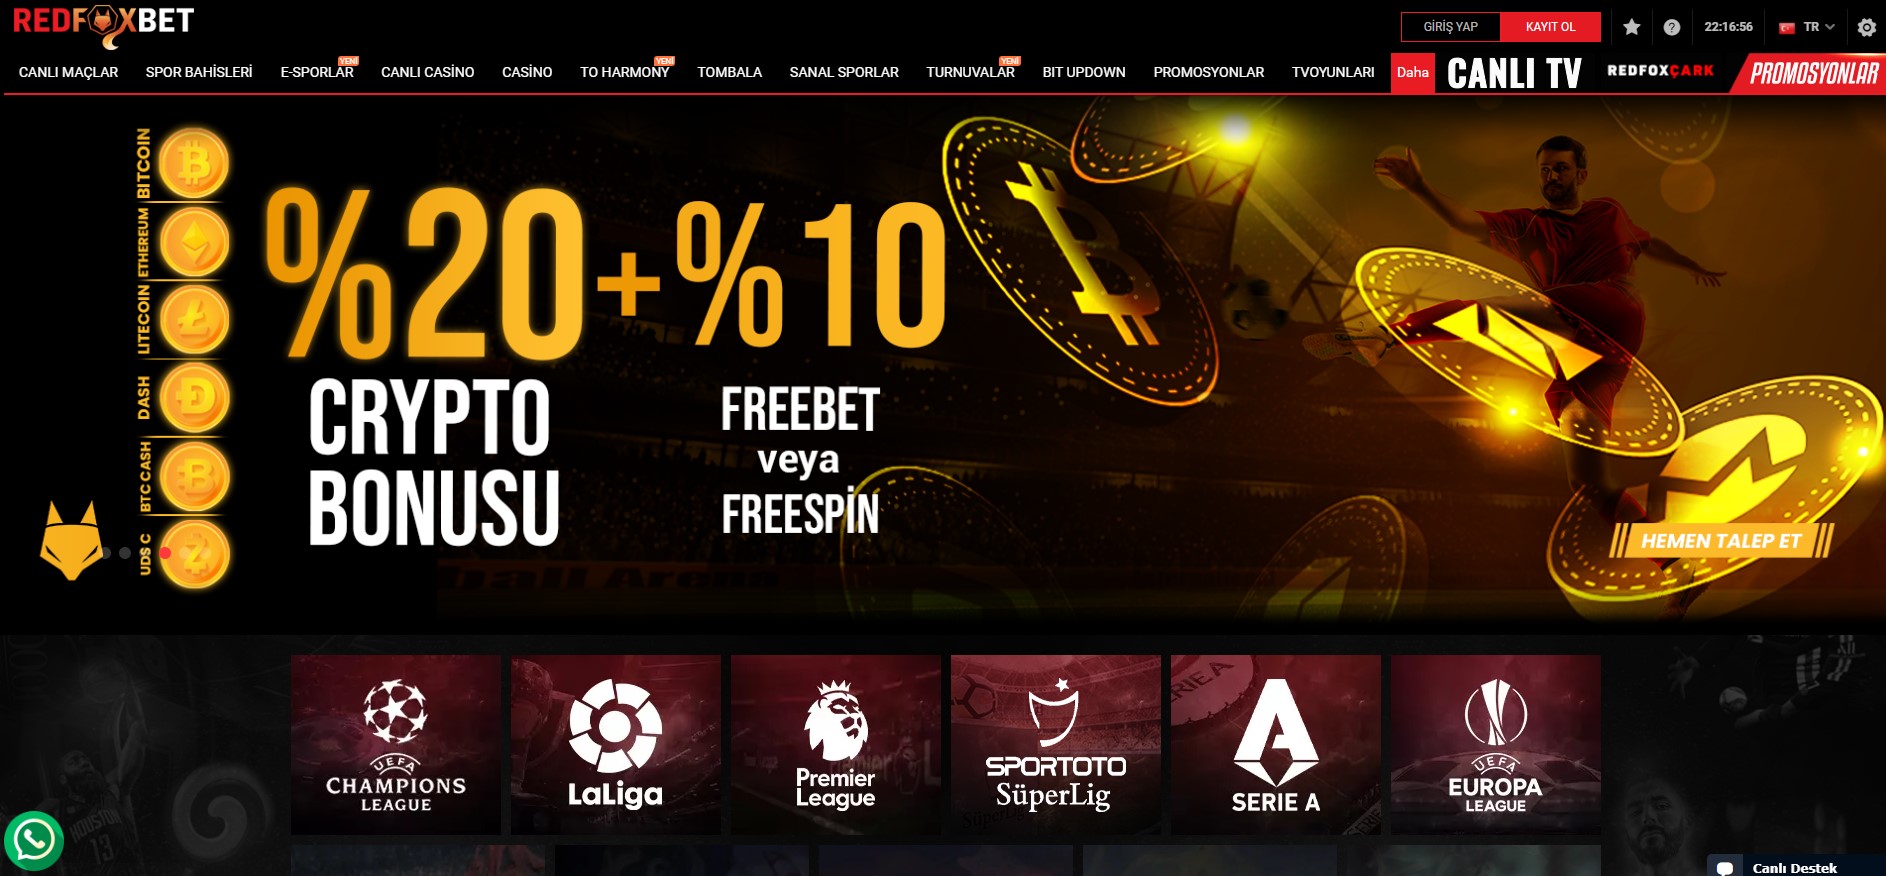 REDFOXBET
GİRİŞ YAP
KAYIT OL
22:16:56
TR
CANLI MAÇLAR
SPOR BAHİSLERİ
E-SPORLAR
YENİ
CANLI CASİNO
CASİNO
TO HARMONY
YENİ
TOMBALA
SANAL SPORLAR
TURNUVALAR
YENİ
BIT UPDOWN
PROMOSYONLAR
TVOYUNLARI
Daha
CANLI TV
REDFOXÇARK
PROMOSYONLAR
BITCOIN
ETHEREUM
LITECOIN
DASH
BTC CASH
UDS C
%20+%10
CRYPTO
BONUSU
FREEBET
veya
FREESPİN
HEMEN TALEP ET
UEFA
CHAMPIONS
LEAGUE
LaLiga
Premier
League
SPORTOTO
SüperLig
SERIE A
UEFA
EUROPA
LEAGUE
HOUSTON
13
Canlı Destek